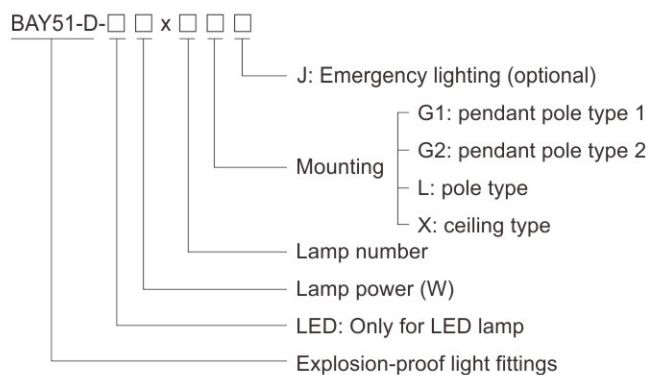 BAY51-D-□ □ x □ □ □
J: Emergency lighting (optional)
G1: pendant pole type 1
G2: pendant pole type 2
Mounting
L: pole type
X: ceiling type
Lamp number
Lamp power (W)
LED: Only for LED lamp
Explosion-proof light fittings